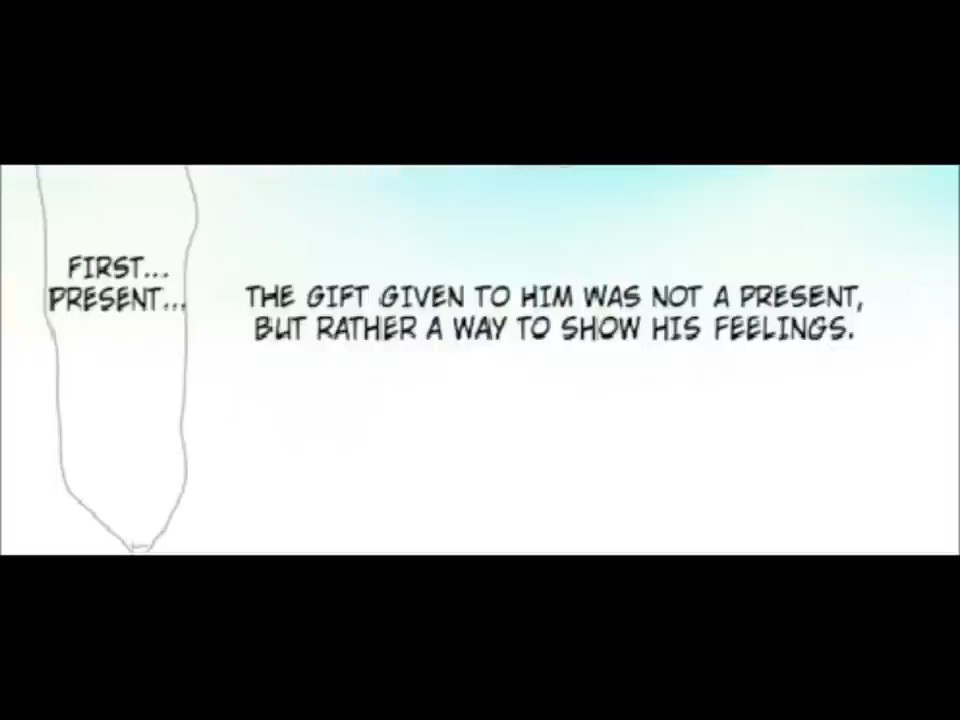 FIRST...
PRESENT...
THE GIFT GIVEN TO HIM WAS NOT A PRESENT,
BUT RATHER A WAY TO SHOW HIS FEELINGS.